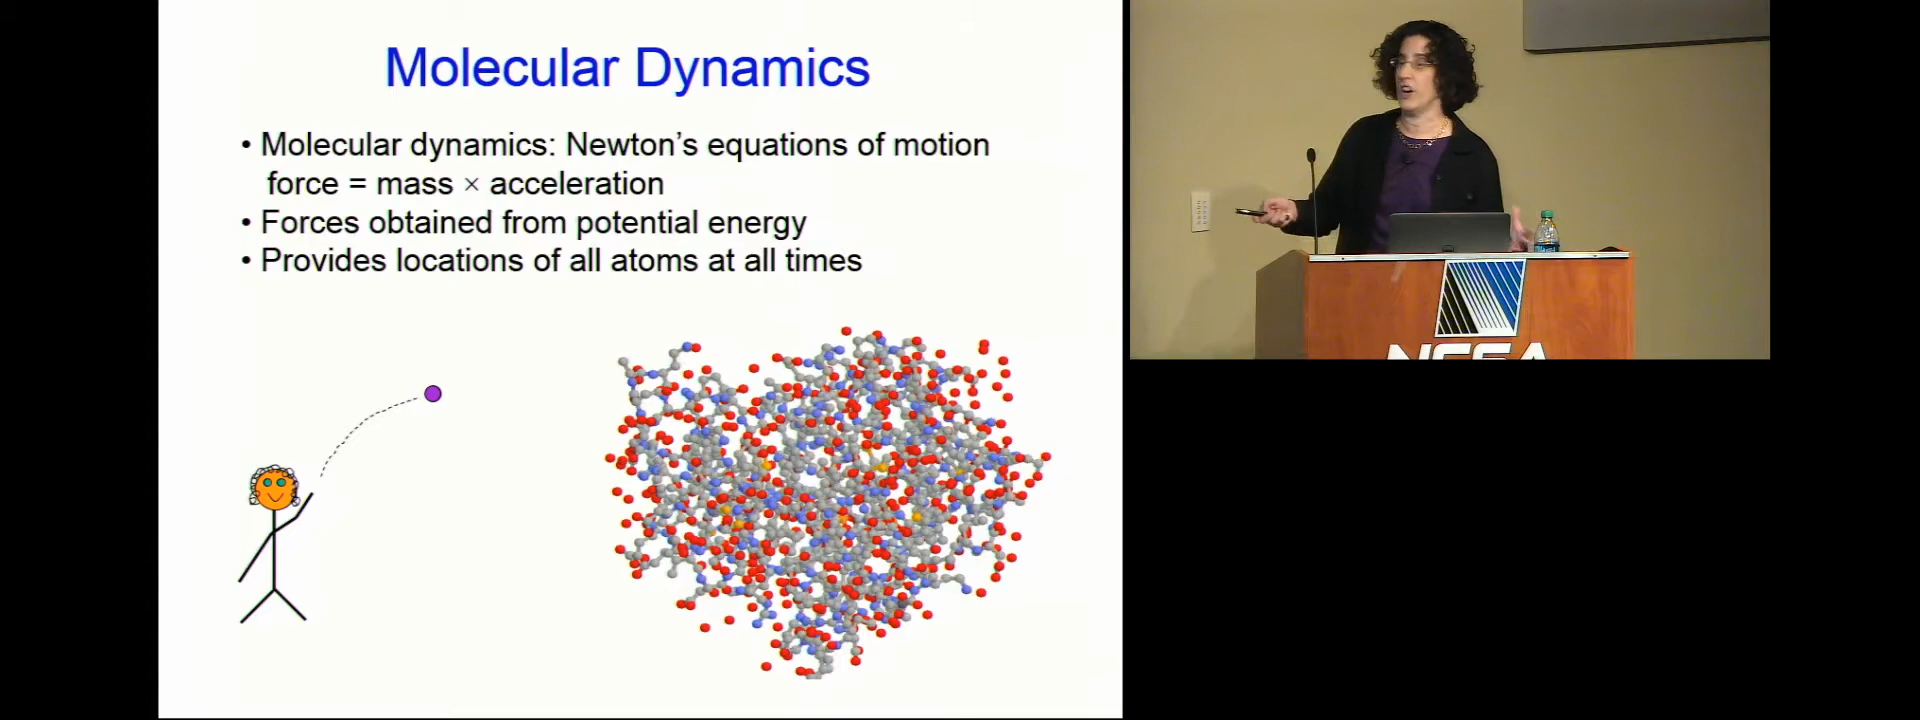 Molecular Dynamics
• Molecular dynamics: Newton’s equations of motion
force = mass × acceleration
• Forces obtained from potential energy
• Provides locations of all atoms at all times
NCSA